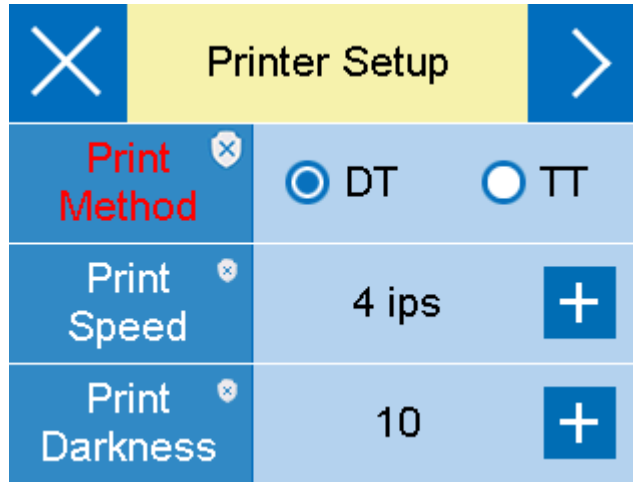 Printer Setup
Print
Method
DT
TT
Print
Speed
4 ips
Print
Darkness
10